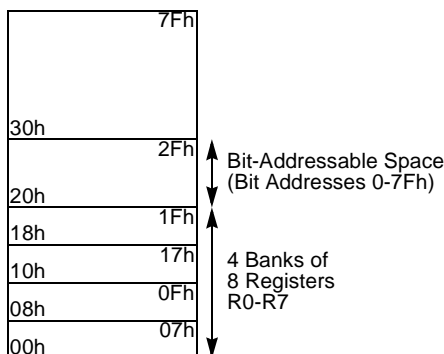 7Fh
30h
2Fh
20h
Bit-Addressable Space
(Bit Addresses 0-7Fh)
1Fh
18h
17h
10h
4 Banks of
8 Registers
R0-R7
0Fh
08h
07h
00h